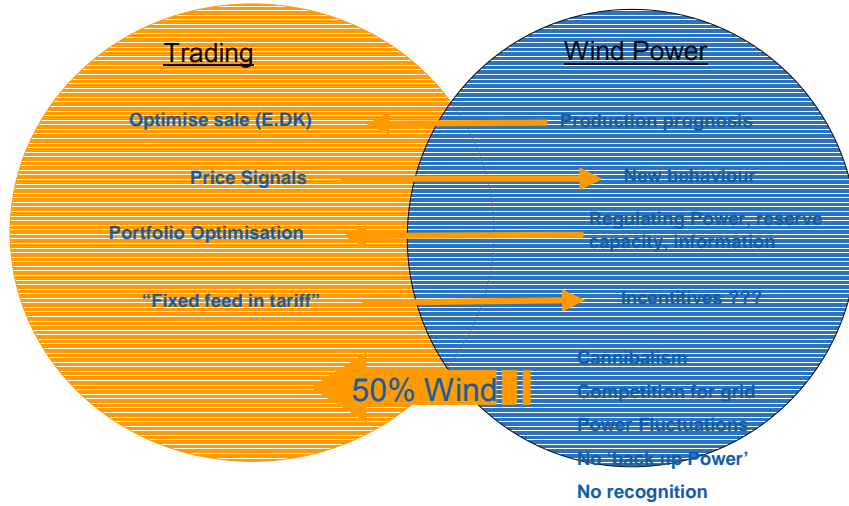 Trading
Wind Power
Optimise sale (E.DK)
Production prognosis
Price Signals
New behaviour
Portfolio Optimisation
Regulating Power, reserve
capacity, information
“Fixed feed in tariff”
Incentitives ???
50% Wind
Cannibalism
Competition for grid
Power Fluctuations
No ‘back up Power’
No recognition